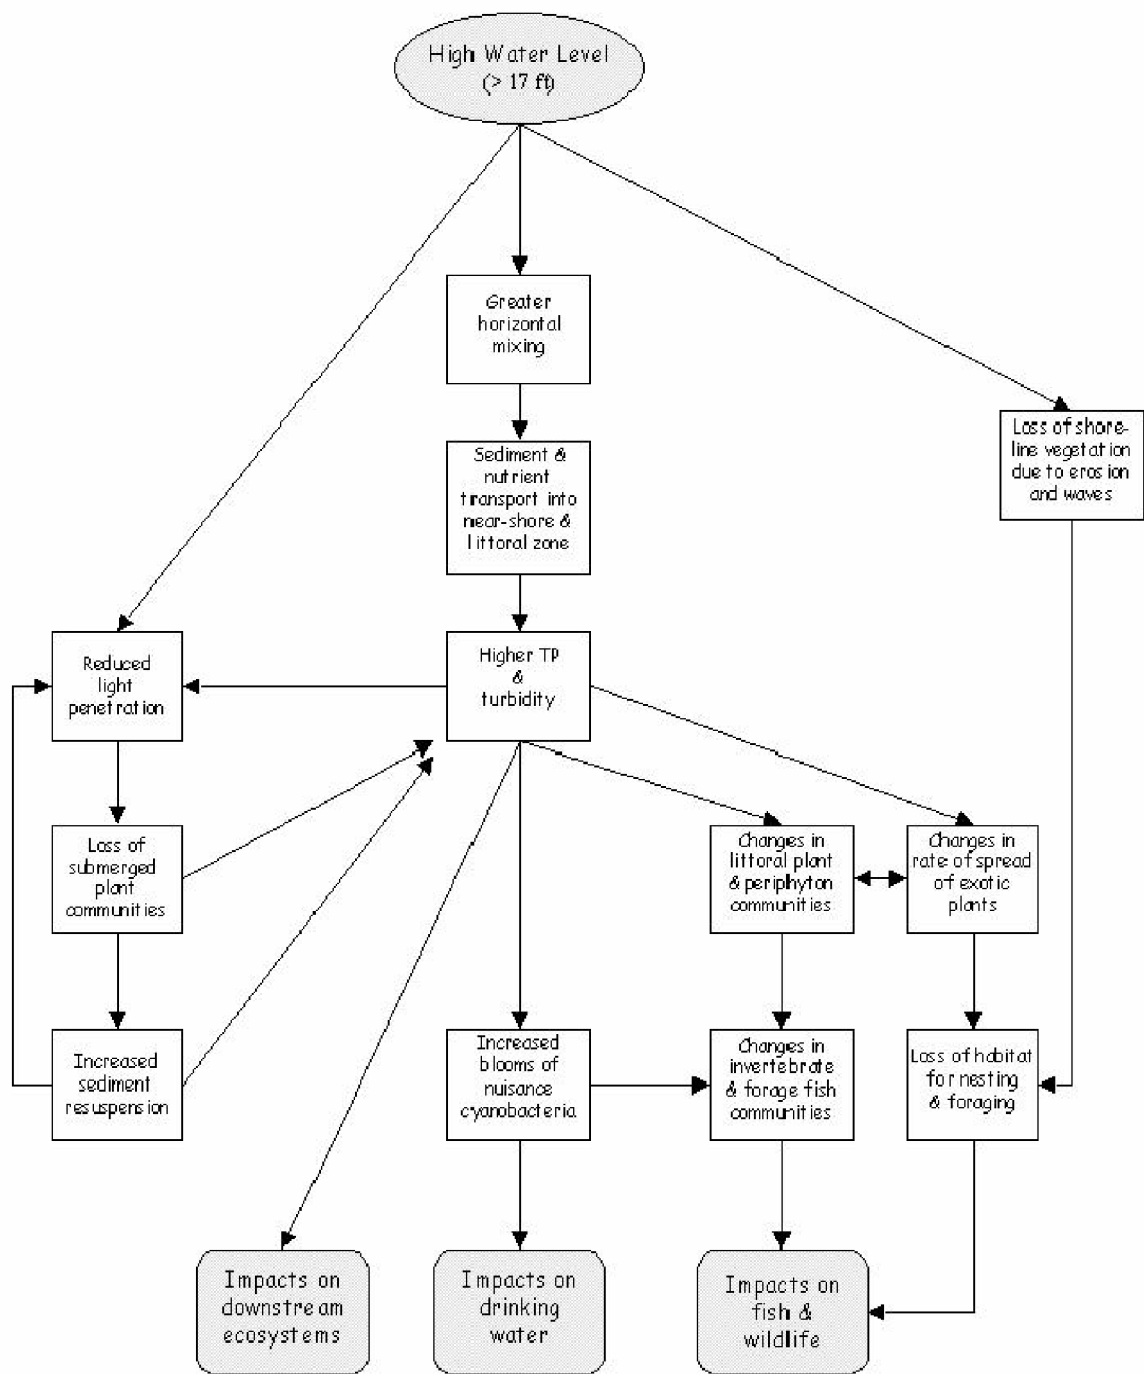 High Water Level
(> 17 ft)
Greater
horizontal
mixing
Loss of shore-
line vegetation
due to erosion
and waves
Sediment &
nutrient
transport into
near-shore &
littoral zone
Reduced
light
penetration
Higher TP
&
turbidity
Loss of
submerged
plant
communities
Changes in
littoral plant
& periphyton
communities
Changes in
rate of spread
of exotic
plants
Increased
sediment
resuspension
Increased
blooms of
nuisance
cyanobacteria
Changes in
invertebrate
& forage fish
communities
Loss of habitat
for nesting
& foraging
Impacts on
downstream
ecosystems
Impacts on
drinking
water
Impacts on
fish &
wildlife